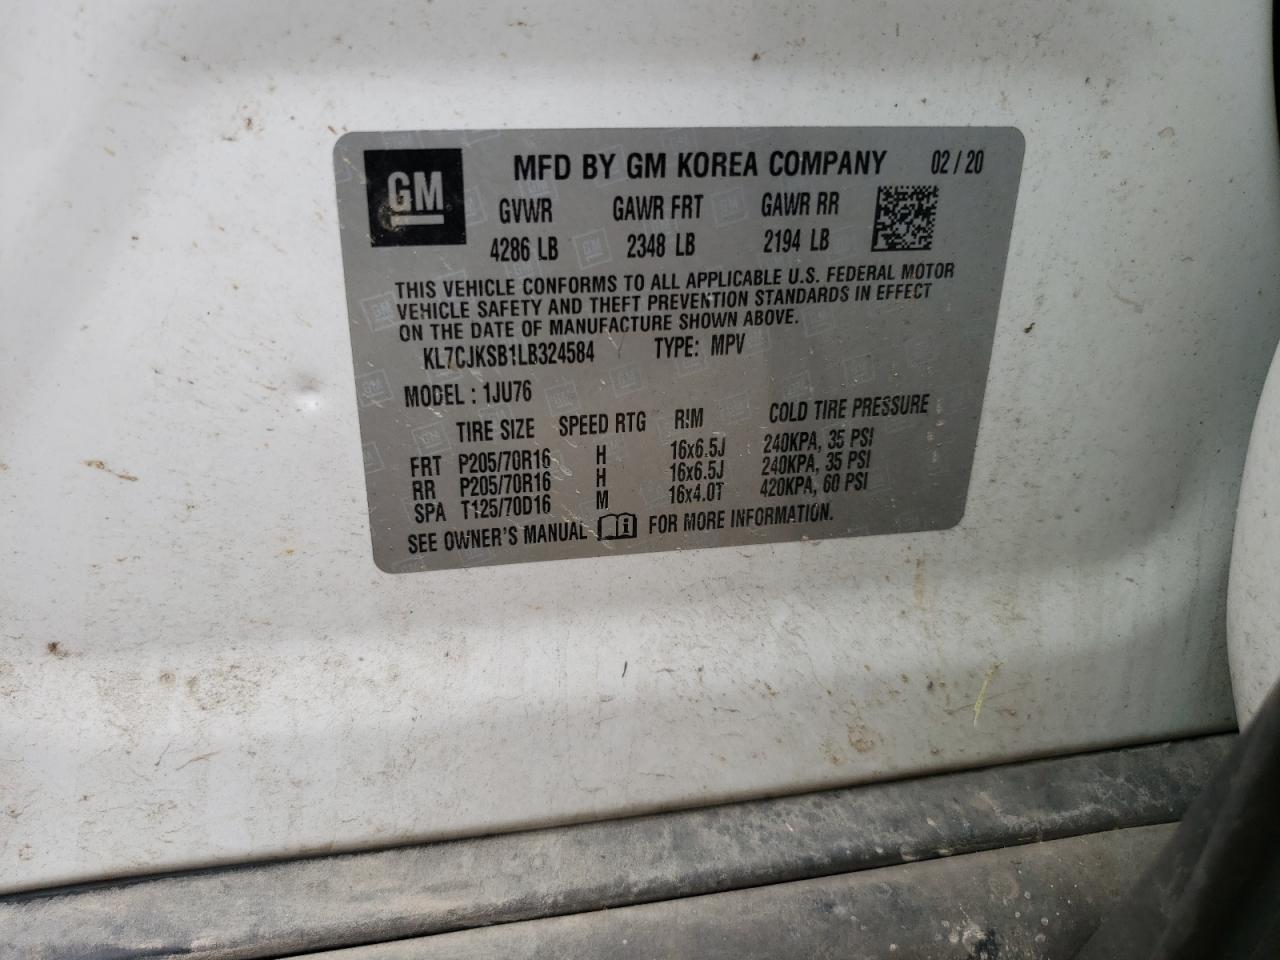 GM
MFD BY GM KOREA COMPANY 02 / 20
GVWR GAWR FRT GAWR RR
4286 LB 2348 LB 2194 LB
THIS VEHICLE CONFORMS TO ALL APPLICABLE U.S. FEDERAL MOTOR
VEHICLE SAFETY AND THEFT PREVENTION STANDARDS IN EFFECT
ON THE DATE OF MANUFACTURE SHOWN ABOVE.
KL7CJKSB1LB324584 TYPE: MPV
MODEL : 1JU76
TIRE SIZE SPEED RTG RIM COLD TIRE PRESSURE
FRT P205/70R16 H 16x6.5J 240KPA, 35 PSI
RR P205/70R16 H 16x6.5J 240KPA, 35 PSI
SPA T125/70D16 M 16x4.0T 420KPA, 60 PSI
SEE OWNER'S MANUAL FOR MORE INFORMATION.